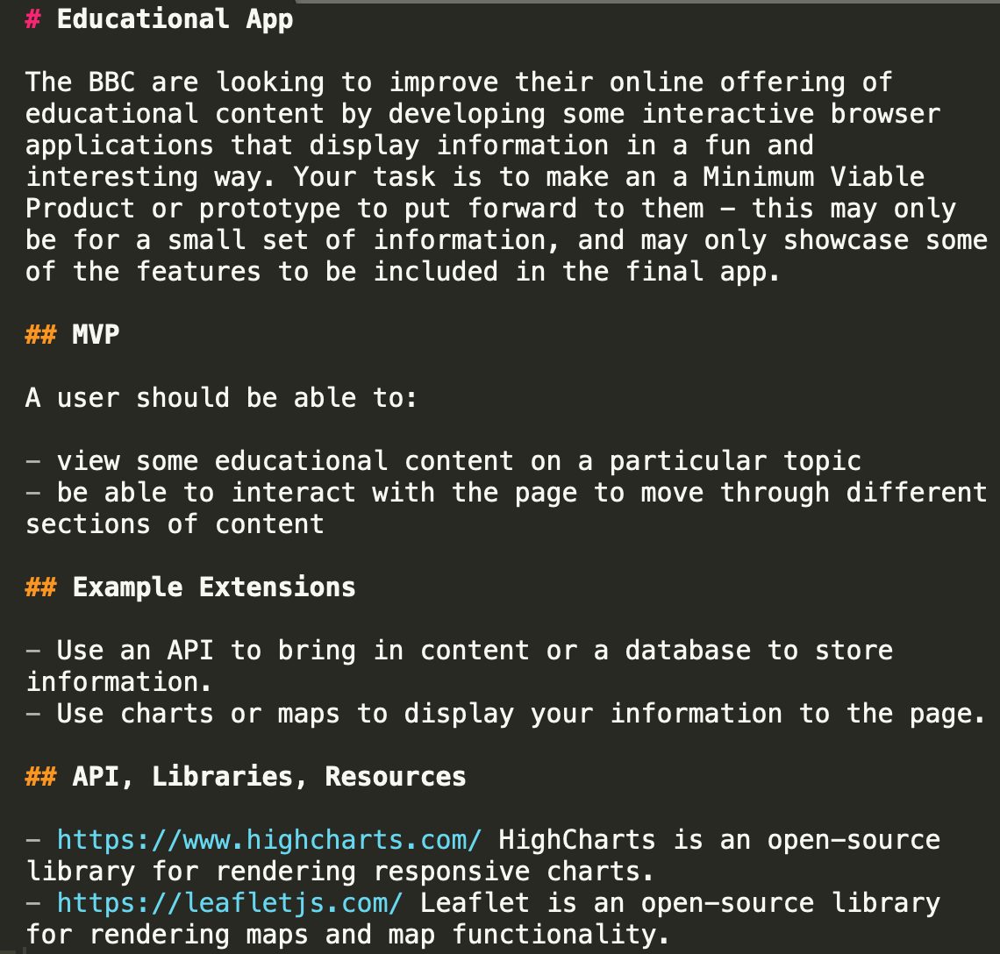 # Educational App
The BBC are looking to improve their online offering of
educational content by developing some interactive browser
applications that display information in a fun and
interesting way. Your task is to make an a Minimum Viable
Product or prototype to put forward to them – this may only
be for a small set of information, and may only showcase some
of the features to be included in the final app.
## MVP
A user should be able to:
- view some educational content on a particular topic
- be able to interact with the page to move through different
sections of content
## Example Extensions
- Use an API to bring in content or a database to store
information.
- Use charts or maps to display your information to the page.
## API, Libraries, Resources
- https://www.highcharts.com/ HighCharts is an open-source
library for rendering responsive charts.
- https://leafletjs.com/ Leaflet is an open-source library
for rendering maps and map functionality.